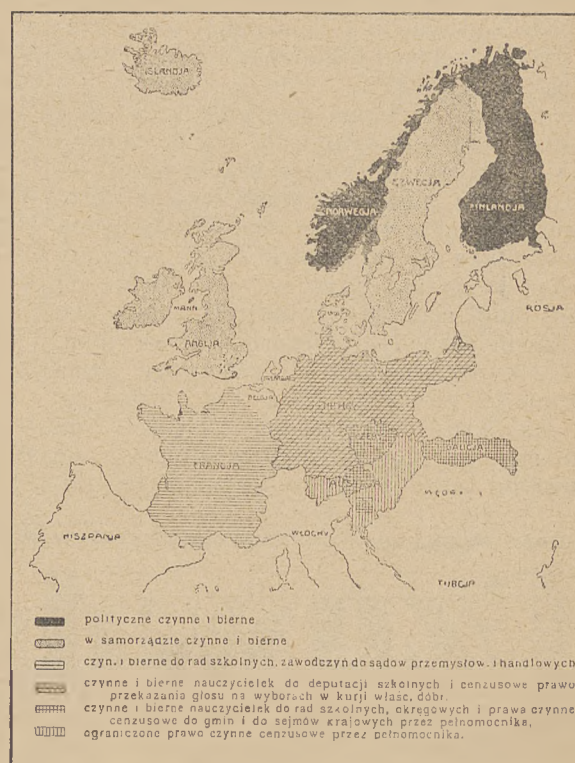 ISLANDJA
SZWECJA
NORWEGJA
FINLANDJA
ROSJA
MANN
ANGLJA
BELGJA
NIEMCY
FRANCJA
HISZPANJA
WŁOCHY
TURCJA
polityczne czynne i bierne
w samorządzie czynne i bierne
czyn. i bierne do rad szkolnych, zawodczyń do sądów przemysłow. i handlowych
czynne i bierne nauczycielek do deputacji szkolnych i cenzusowe prawo
przekazania głosu na wyborach w kurji właśc. dóbr.
czynne i bierne nauczycielek do rad szkolnych, okręgowych i prawa czynne
cenzusowe do gmin i do sejmów krajowych przez pełnomocnika,
ograniczone prawo czynne cenzusowe przez pełnomocnika.